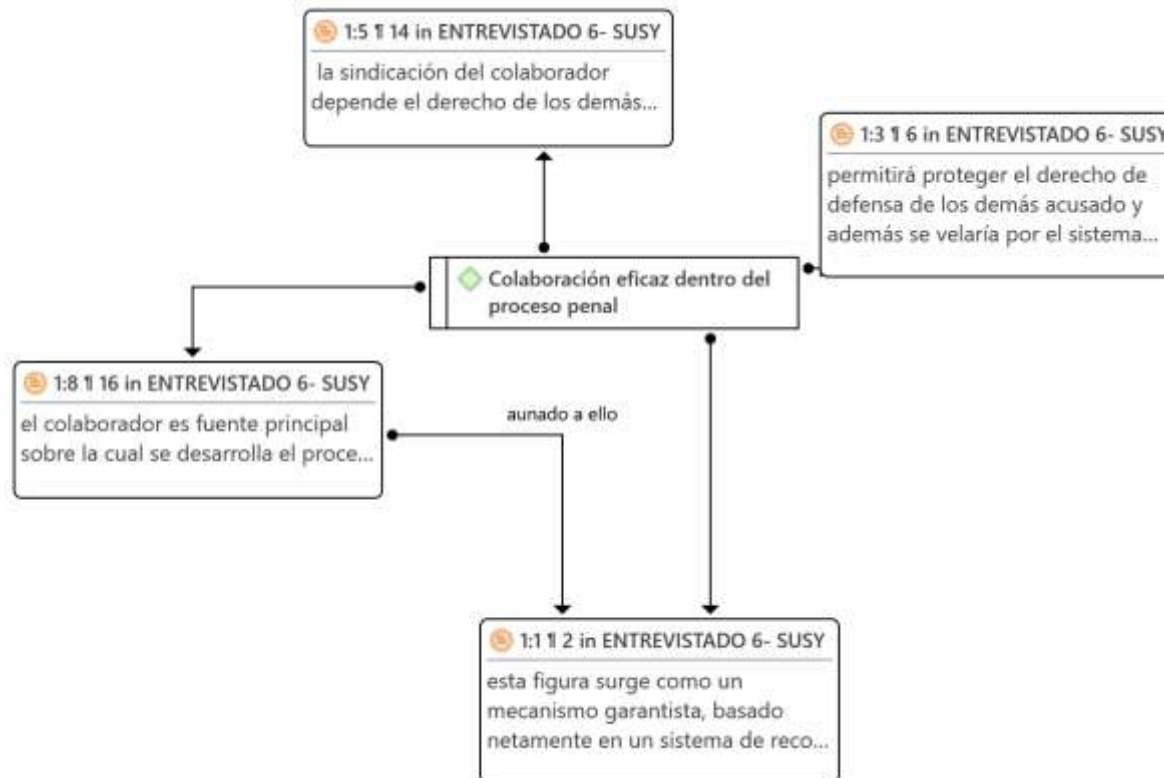 1:5 ¶ 14 in ENTREVISTADO 6- SUSY
la sindicación del colaborador
depende el derecho de los demás...
1:3 ¶ 6 in ENTREVISTADO 6- SUSY
permitirá proteger el derecho de
defensa de los demás acusado y
además se velaría por el sistema...
Colaboración eficaz dentro del
proceso penal
1:8 ¶ 16 in ENTREVISTADO 6- SUSY
el colaborador es fuente principal
sobre la cual se desarrolla el proce...
aunado a ello
1:1 ¶ 2 in ENTREVISTADO 6- SUSY
esta figura surge como un
mecanismo garantista, basado
netamente en un sistema de reco...